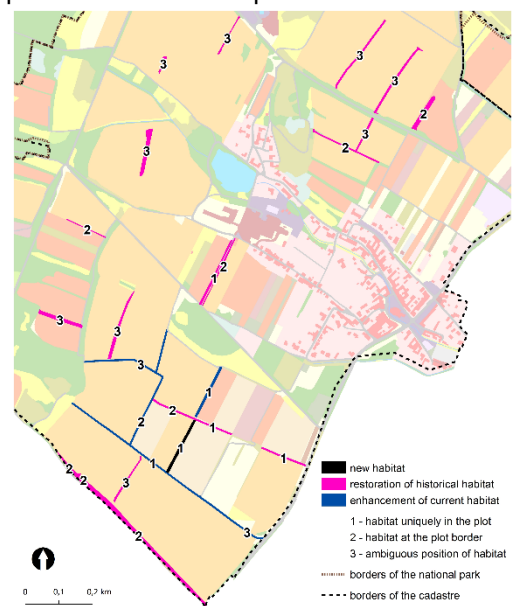 3
3
3
3
2
2
3
2
2
1
3
3
3
1
2
2
1
1
1
1
2
2
3
3
2
new habitat
restoration of historical habitat
enhancement of current habitat
1 - habitat uniquely in the plot
2 - habitat at the plot border
3 - ambiguous position of habitat
borders of the national park
borders of the cadastre
0 0,1 0,2 km